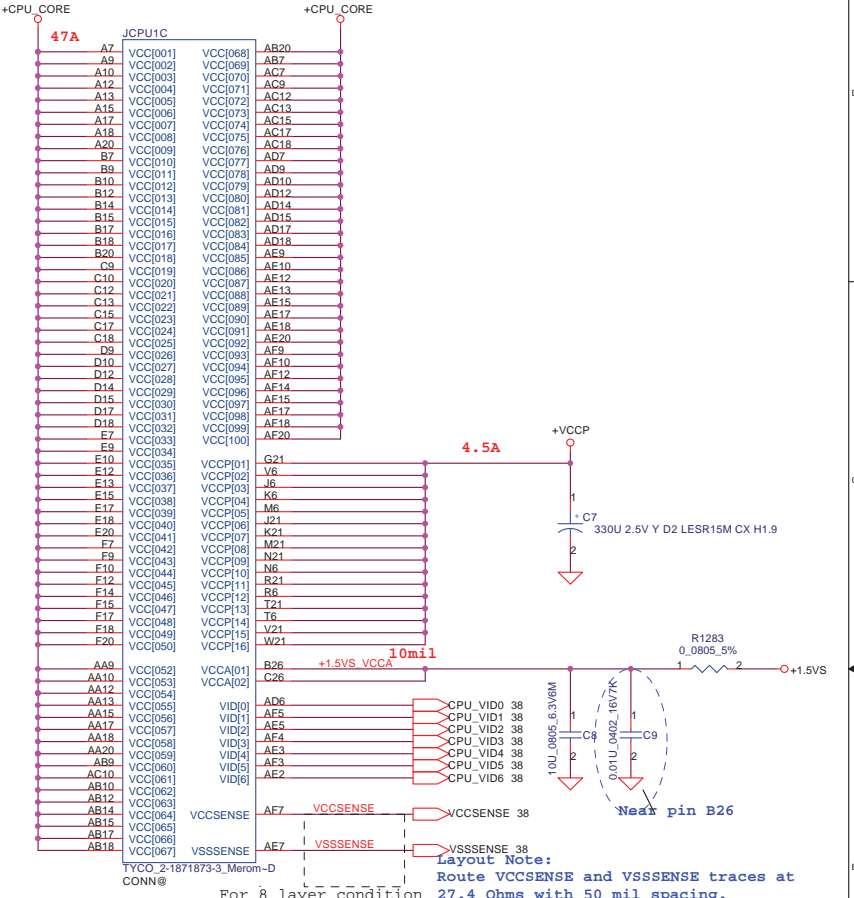 +CPU_CORE +CPU_CORE
47A
JCPU1C
A7 VCC[001] VCC[068] AB20
A9 VCC[002] VCC[069] AB7
A10 VCC[003] VCC[070] AC7
A12 VCC[004] VCC[071] AC9
A13 VCC[005] VCC[072] AC12
A15 VCC[006] VCC[073] AC13
A17 VCC[007] VCC[074] AC15
A18 VCC[008] VCC[075] AC17
A20 VCC[009] VCC[076] AC18
B7 VCC[010] VCC[077] AD7
B9 VCC[011] VCC[078] AD9
B10 VCC[012] VCC[079] AD10
B12 VCC[013] VCC[080] AD12
B14 VCC[014] VCC[081] AD14
B15 VCC[015] VCC[082] AD15
B17 VCC[016] VCC[083] AD17
B18 VCC[017] VCC[084] AD18
B20 VCC[018] VCC[085] AE9
C9 VCC[019] VCC[086] AE10
C10 VCC[020] VCC[087] AE12
C12 VCC[021] VCC[088] AE13
C13 VCC[022] VCC[089] AE15
C15 VCC[023] VCC[090] AE17
C17 VCC[024] VCC[091] AE18
C18 VCC[025] VCC[092] AE20
D9 VCC[026] VCC[093] AF9
D10 VCC[027] VCC[094] AF10
D12 VCC[028] VCC[095] AF12
D14 VCC[029] VCC[096] AF14
D15 VCC[030] VCC[097] AF15
D17 VCC[031] VCC[098] AF17
D18 VCC[032] VCC[099] AF18
E7 VCC[033] VCC[100] AF20
E9 VCC[034]
E10 VCC[035] VCCP[01] G21
E12 VCC[036] VCCP[02] V6
E13 VCC[037] VCCP[03] J6
E15 VCC[038] VCCP[04] K6
E17 VCC[039] VCCP[05] M6
E18 VCC[040] VCCP[06] J21
E20 VCC[041] VCCP[07] K21
F7 VCC[042] VCCP[08] M21
F9 VCC[043] VCCP[09] N21
F10 VCC[044] VCCP[10] N6
F12 VCC[045] VCCP[11] R21
F14 VCC[046] VCCP[12] R6
F15 VCC[047] VCCP[13] T21
F17 VCC[048] VCCP[14] T6
F18 VCC[049] VCCP[15] V21
F20 VCC[050] VCCP[16] W21
AA9 VCC[052] VCCA[01] B26
AA10 VCC[053] VCCA[02] C26
AA12 VCC[054]
AA13 VCC[055] VID[0] AD6 CPU_VID0 38
AA15 VCC[056] VID[1] AF5 CPU_VID1 38
AA17 VCC[057] VID[2] AE5 CPU_VID2 38
AA18 VCC[058] VID[3] AF4 CPU_VID3 38
AA20 VCC[059] VID[4] AE3 CPU_VID4 38
AB9 VCC[060] VID[5] AF3 CPU_VID5 38
AC10 VCC[061] VID[6] AE2 CPU_VID6 38
AB10 VCC[062]
AB12 VCC[063]
AB14 VCC[064] VCCSENSE AF7 VCCSENSE VCCSENSE 38
AB15 VCC[065]
AB17 VCC[066]
AB18 VCC[067] VSSSENSE AE7 VSSSENSE VSSSENSE 38
TYCO_2-1871873-3_Merom~D
CONN@
+VCCP
4.5A
1
+ C7
330U 2.5V Y D2 LESR15M CX H1.9
2
10mil
+1.5VS_VCCA
R1283
0_0805_5%
1 2
+1.5VS
10U_0805_6.3V6M
1
C8
2
0.01U_0402_16V7K
1
C9
2
Near pin B26
Layout Note:
Route VCCSENSE and VSSSENSE traces at
27.4 Ohms with 50 mil spacing.
For 8 layer condition
D
C
B